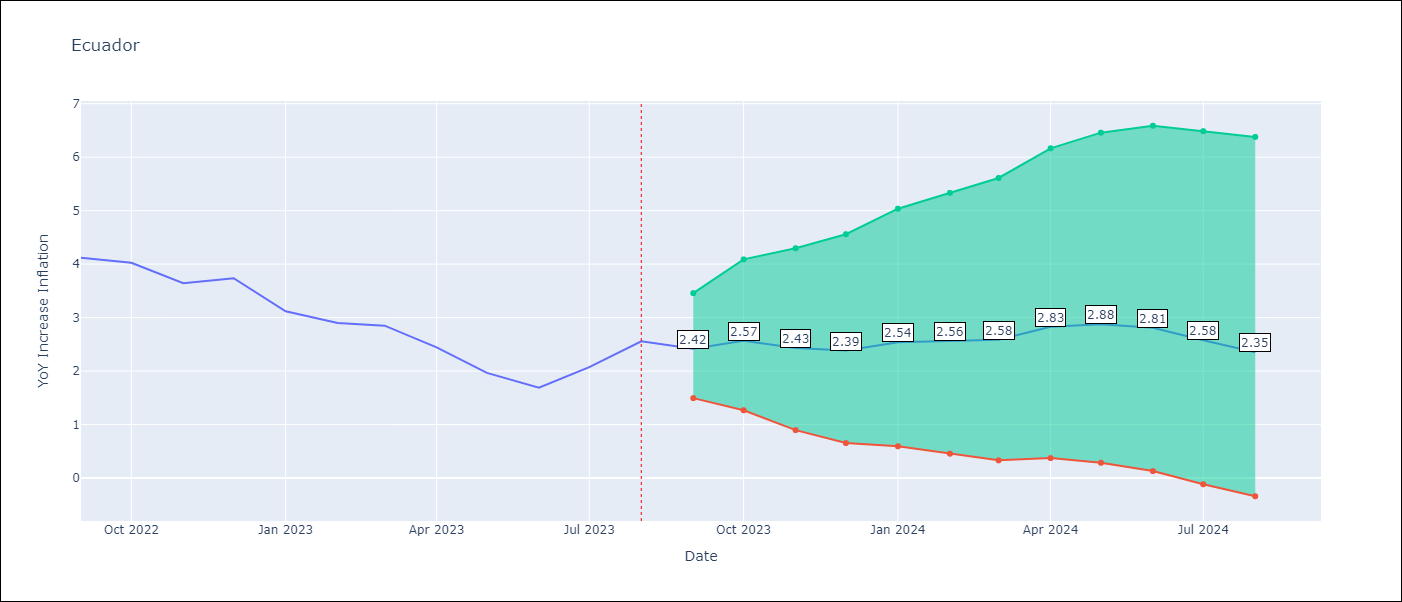 Ecuador
YoY Increase Inflation
7
6
5
4
3
2
1
0
2.42
2.57
2.43
2.39
2.54
2.56
2.58
2.83
2.88
2.81
2.58
2.35
Oct 2022
Jan 2023
Apr 2023
Jul 2023
Oct 2023
Jan 2024
Apr 2024
Jul 2024
Date